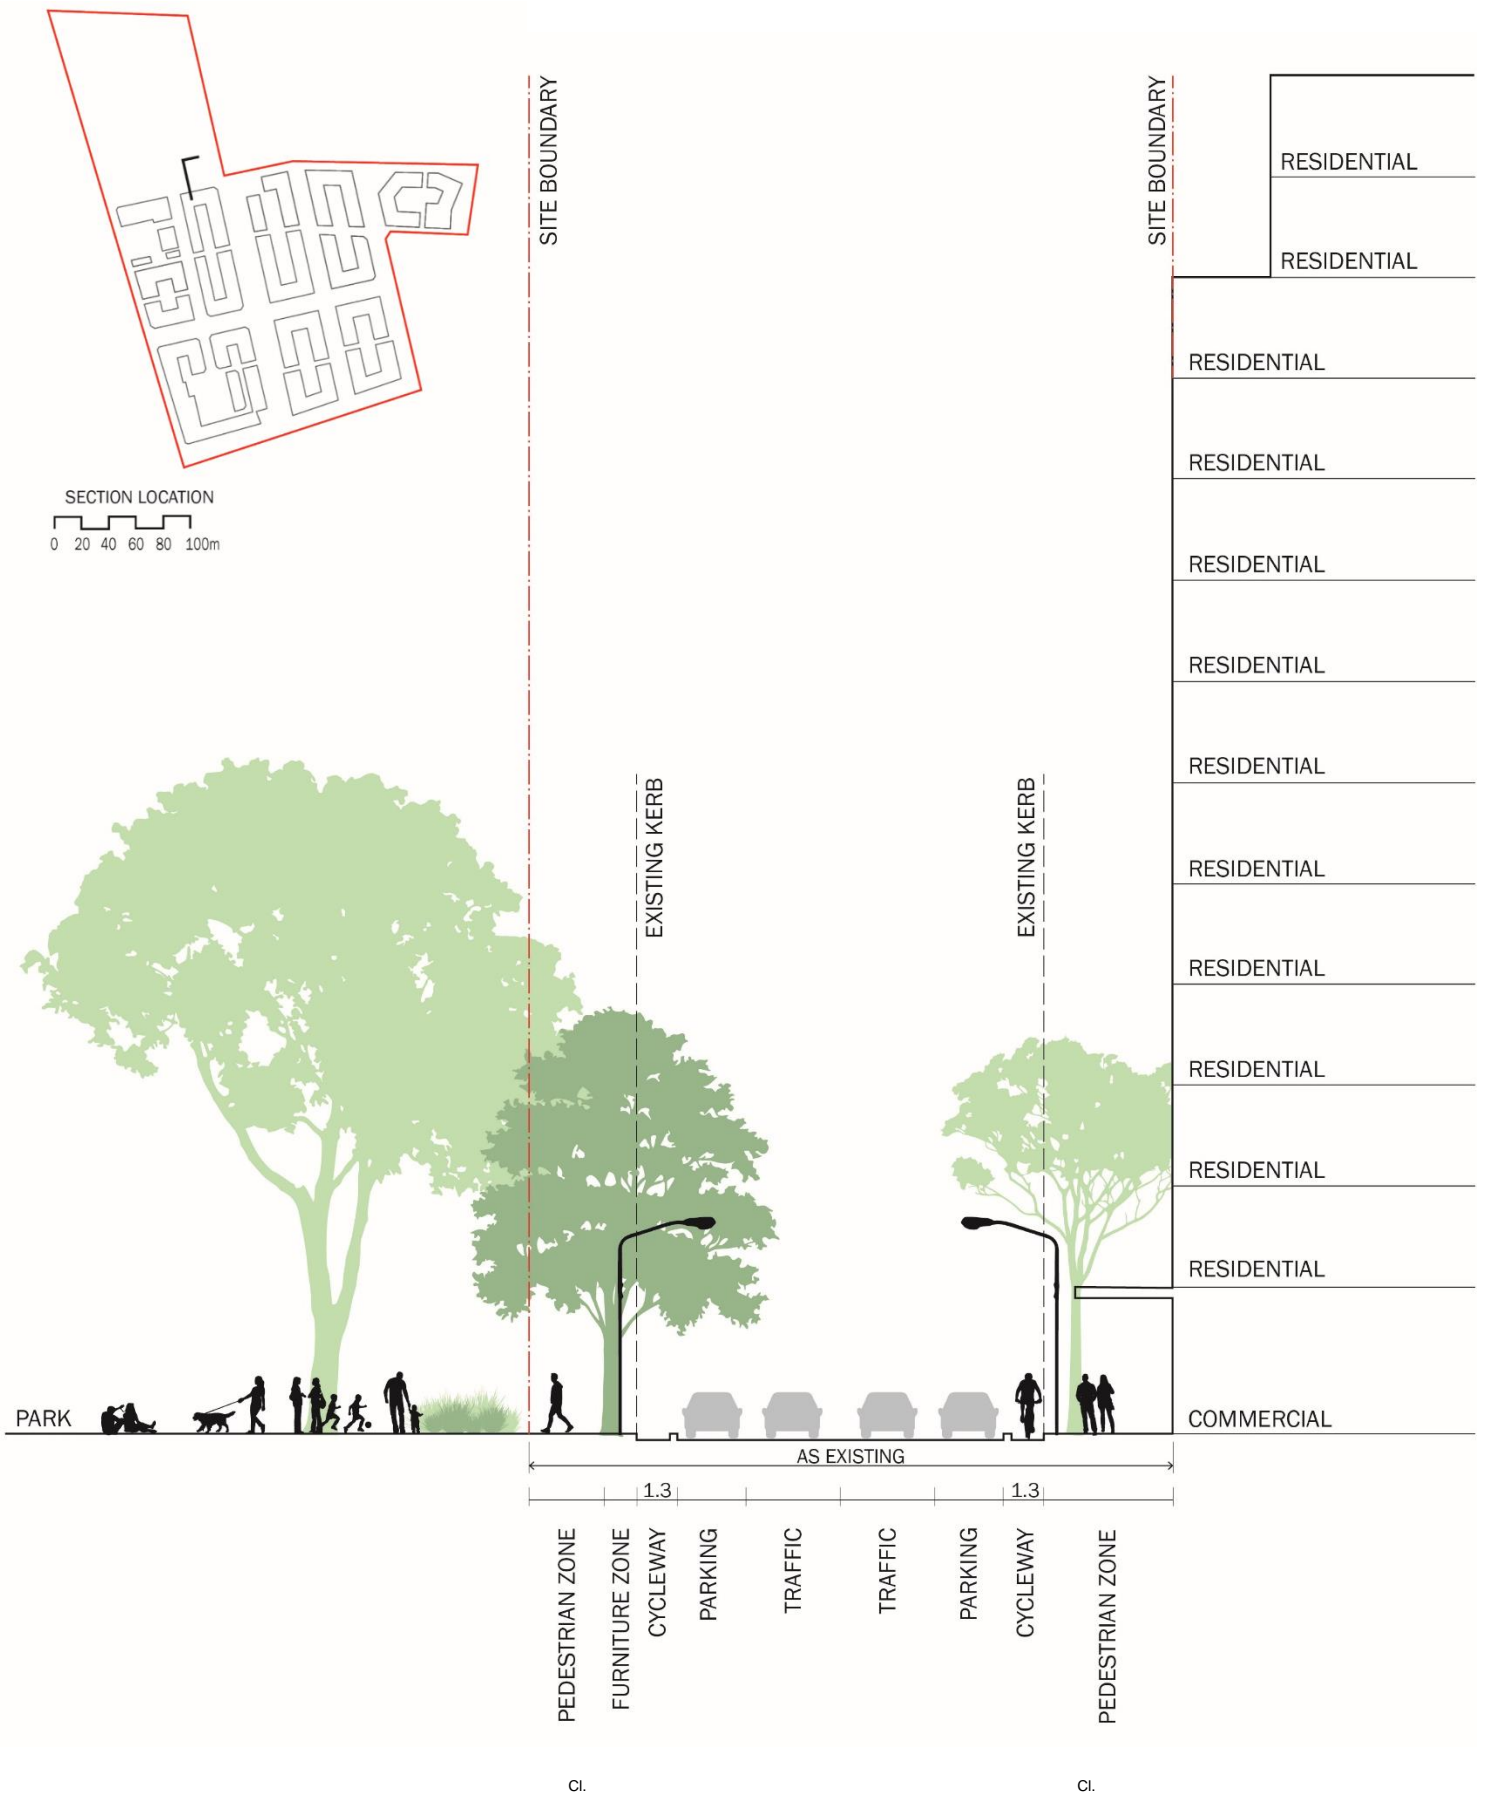 SITE BOUNDARY
SITE BOUNDARY
RESIDENTIAL
RESIDENTIAL
RESIDENTIAL
RESIDENTIAL
SECTION LOCATION
0 20 40 60 80 100m
RESIDENTIAL
RESIDENTIAL
RESIDENTIAL
EXISTING KERB
EXISTING KERB
RESIDENTIAL
RESIDENTIAL
RESIDENTIAL
RESIDENTIAL
RESIDENTIAL
PARK
COMMERCIAL
AS EXISTING
1.3
1.3
PEDESTRIAN ZONE
FURNITURE ZONE
CYCLEWAY
PARKING
TRAFFIC
TRAFFIC
PARKING
CYCLEWAY
PEDESTRIAN ZONE
Cl.
Cl.